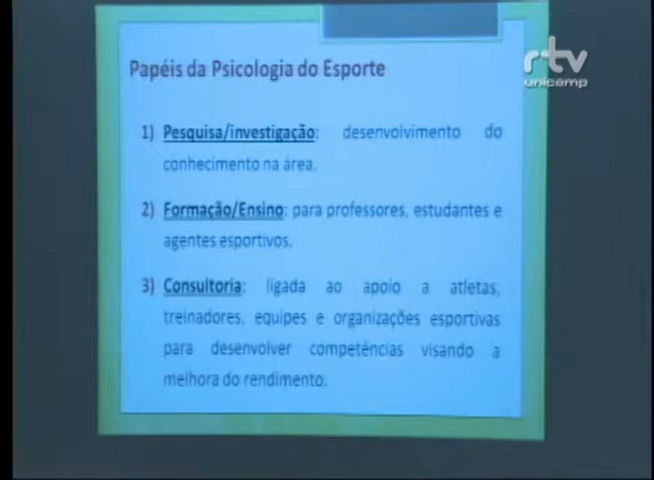 rtv
unicamp
Papéis da Psicologia do Esporte
1) Pesquisa/investigação: desenvolvimento do
conhecimento na área.
2) Formação/Ensino: para professores, estudantes e
agentes esportivos.
3) Consultoria: ligada ao apoio a atletas,
treinadores, equipes e organizações esportivas
para desenvolver competências visando a
melhora do rendimento.